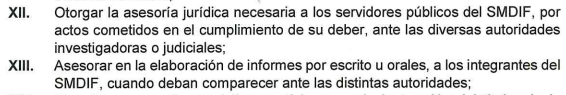 XII. Otorgar la asesoría jurídica necesaria a los servidores públicos del SMDIF, por
actos cometidos en el cumplimiento de su deber, ante las diversas autoridades
investigadoras o judiciales;
XIII. Asesorar en la elaboración de informes por escrito u orales, a los integrantes del
SMDIF, cuando deban comparecer ante las distintas autoridades;